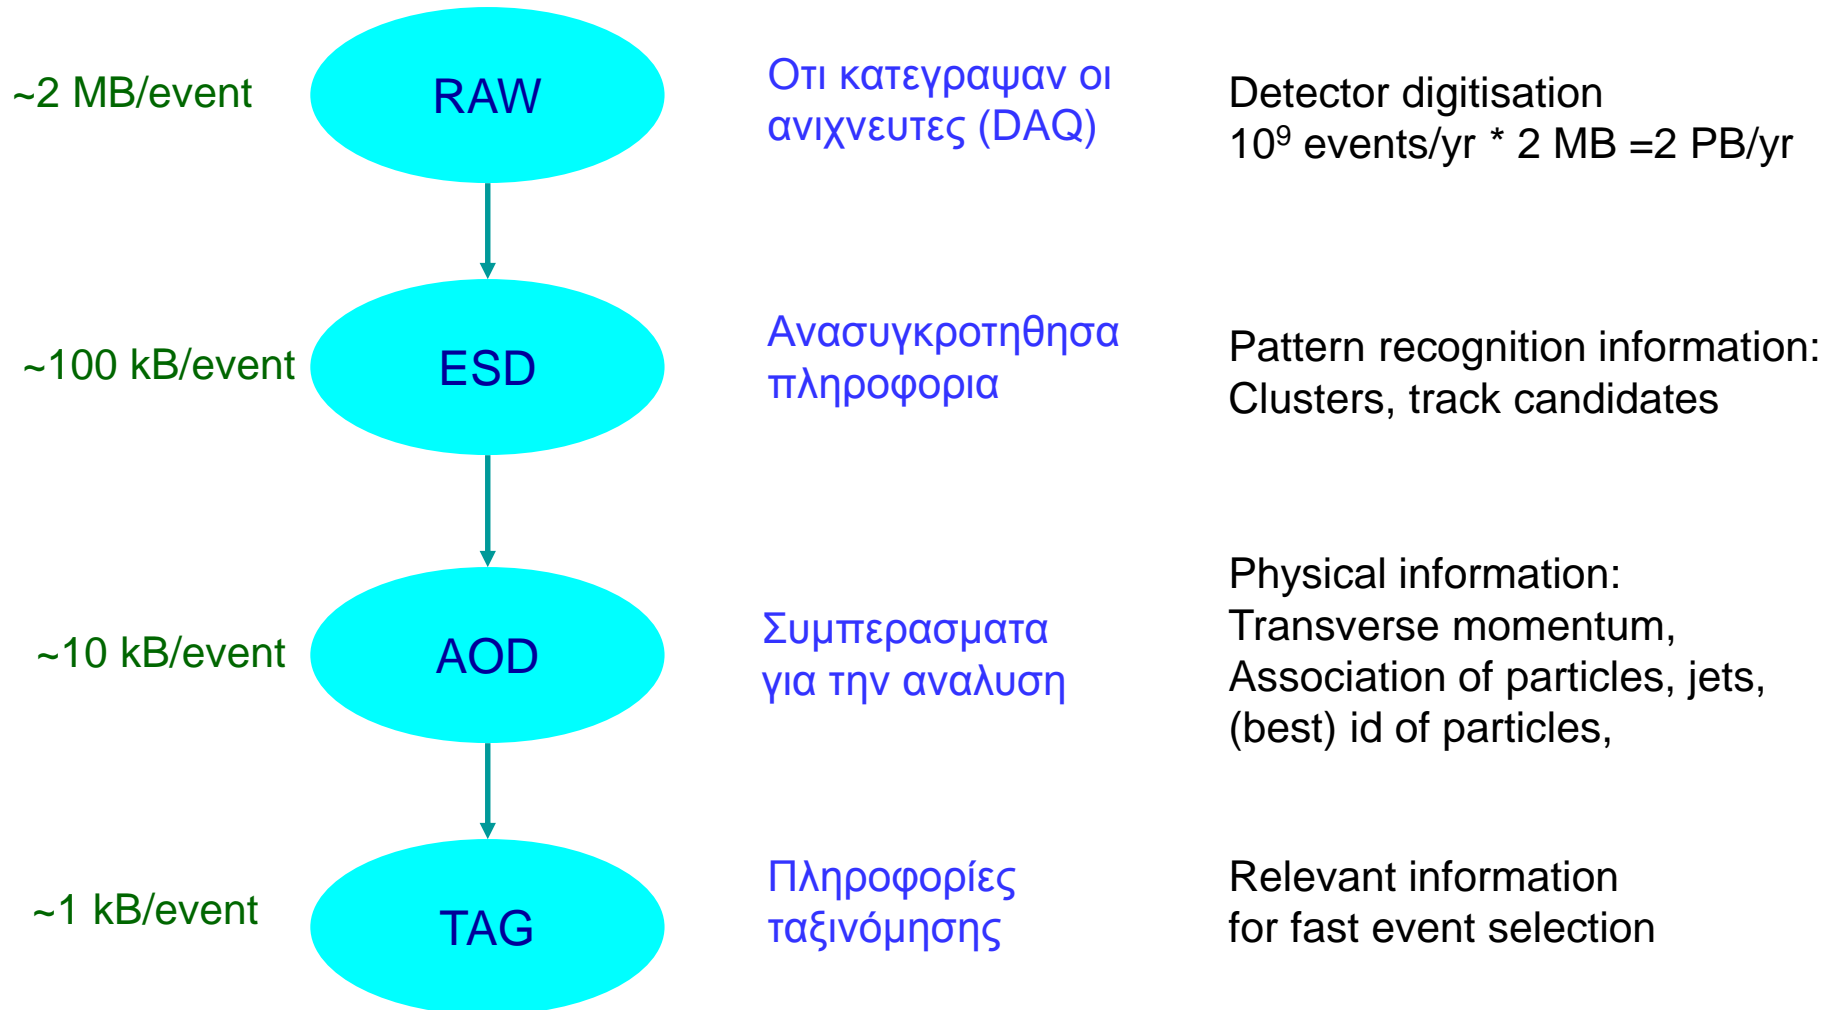 ~2 MB/event
RAW
Οτι κατεγραψαν οι
ανιχνευτες (DAQ)
Detector digitisation
10⁹ events/yr * 2 MB =2 PB/yr
~100 kB/event
ESD
Ανασυγκροτηθησα
πληροφορια
Pattern recognition information:
Clusters, track candidates
~10 kB/event
AOD
Συμπερασματα
για την αναλυση
Physical information:
Transverse momentum,
Association of particles, jets,
(best) id of particles,
~1 kB/event
TAG
Πληροφορίες
ταξινόμησης
Relevant information
for fast event selection